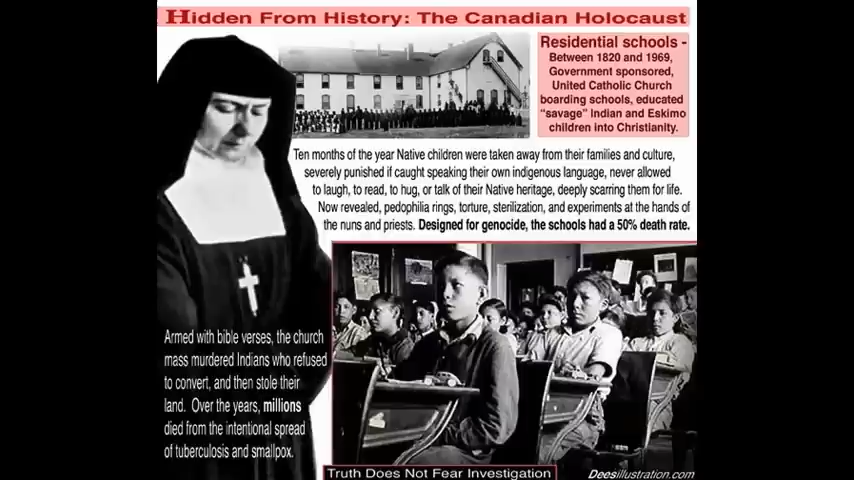 Hidden From History: The Canadian Holocaust
Residential schools -
Between 1820 and 1969,
Government sponsored,
United Catholic Church
boarding schools, educated
“savage” Indian and Eskimo
children into Christianity.
Ten months of the year Native children were taken away from their families and culture,
severely punished if caught speaking their own indigenous language, never allowed
to laugh, to read, to hug, or talk of their Native heritage, deeply scarring them for life.
Now revealed, pedophilia rings, torture, sterilization, and experiments at the hands of
the nuns and priests. Designed for genocide, the schools had a 50% death rate.
Armed with bible verses, the church
mass murdered Indians who refused
to convert, and then stole their
land. Over the years, millions
died from the intentional spread
of tuberculosis and smallpox.
Truth Does Not Fear Investigation
Deesillustration.com